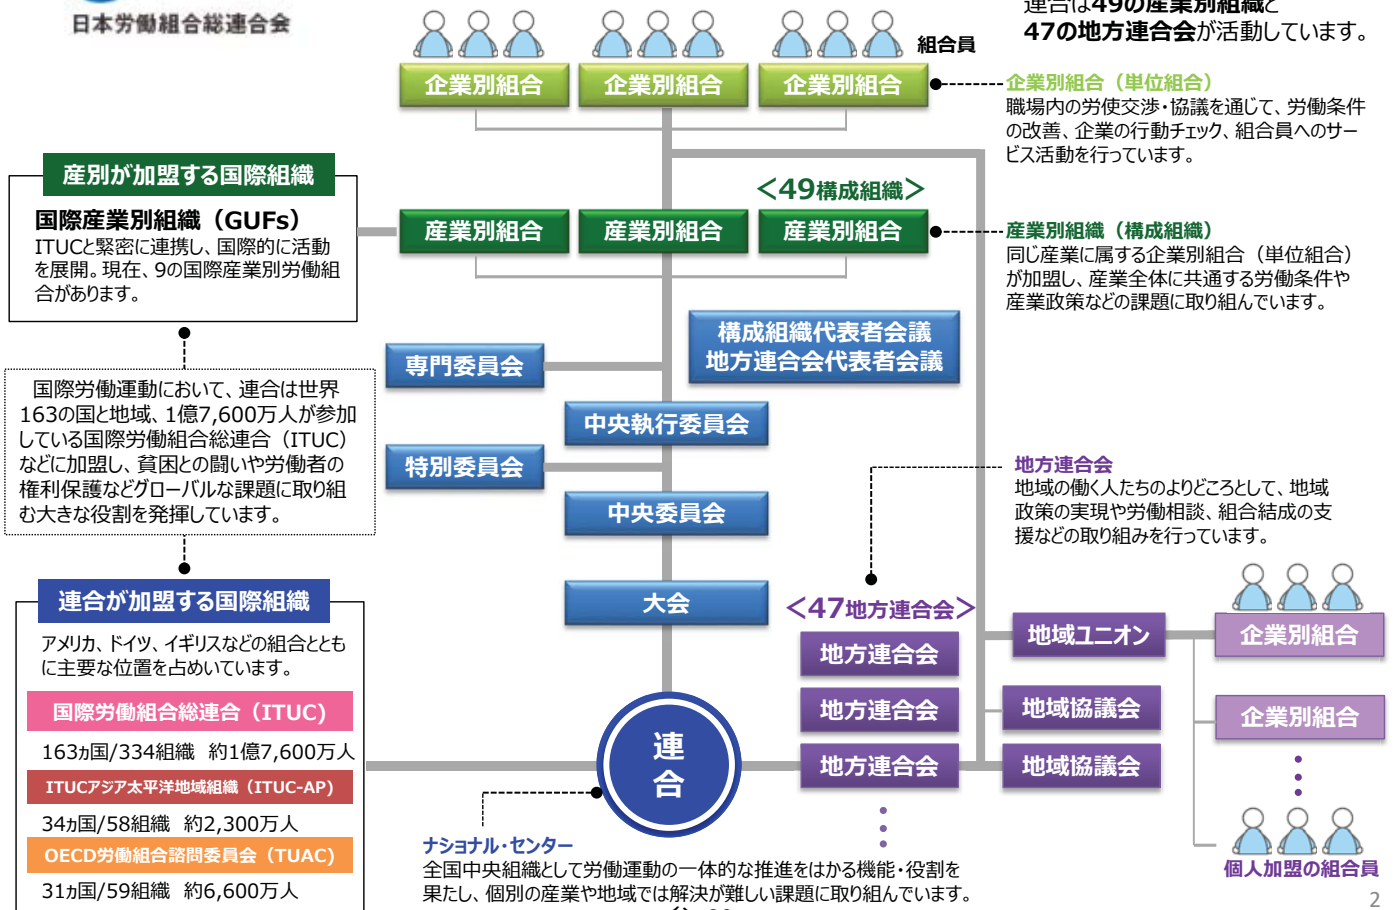 日本労働組合総連合会
連合は49の産業別組織と
47の地方連合会が活動しています。
組合員
企業別組合
企業別組合
企業別組合
企業別組合（単位組合）
職場内の労使交渉・協議を通じて、労働条件
の改善、企業の行動チェック、組合員へのサー
ビス活動を行っています。
産別が加盟する国際組織
国際産業別組織（GUFs）
ITUCと緊密に連携し、国際的に活動
を展開。現在、9の国際産業別労働組
合があります。
＜49構成組織＞
産業別組合
産業別組合
産業別組合
産業別組織（構成組織）
同じ産業に属する企業別組合（単位組合）
が加盟し、産業全体に共通する労働条件や
産業政策などの課題に取り組んでいます。
構成組織代表者会議
地方連合会代表者会議
専門委員会
中央執行委員会
特別委員会
中央委員会
大会
国際労働運動において、連合は世界
163の国と地域、1億7,600万人が参加
している国際労働組合総連合（ITUC）
などに加盟し、貧困との闘いや労働者の
権利保護などグローバルな課題に取り組
む大きな役割を発揮しています。
地方連合会
地域の働く人たちのよりどころとして、地域
政策の実現や労働相談、組合結成の支
援などの取り組みを行っています。
連合が加盟する国際組織
アメリカ、ドイツ、イギリスなどの組合ととも
に主要な位置を占めいています。
国際労働組合総連合（ITUC)
163ヵ国/334組織 約1億7,600万人
ITUCアジア太平洋地域組織（ITUC-AP)
34ヵ国/58組織 約2,300万人
OECD労働組合諮問委員会（TUAC)
31ヵ国/59組織 約6,600万人
＜47地方連合会＞
地方連合会
地方連合会
地方連合会
地域ユニオン
地域協議会
地域協議会
企業別組合
企業別組合
個人加盟の組合員
連
合
ナショナル・センター
全国中央組織として労働運動の一体的な推進をはかる機能・役割を
果たし、個別の産業や地域では解決が難しい課題に取り組んでいます。
2